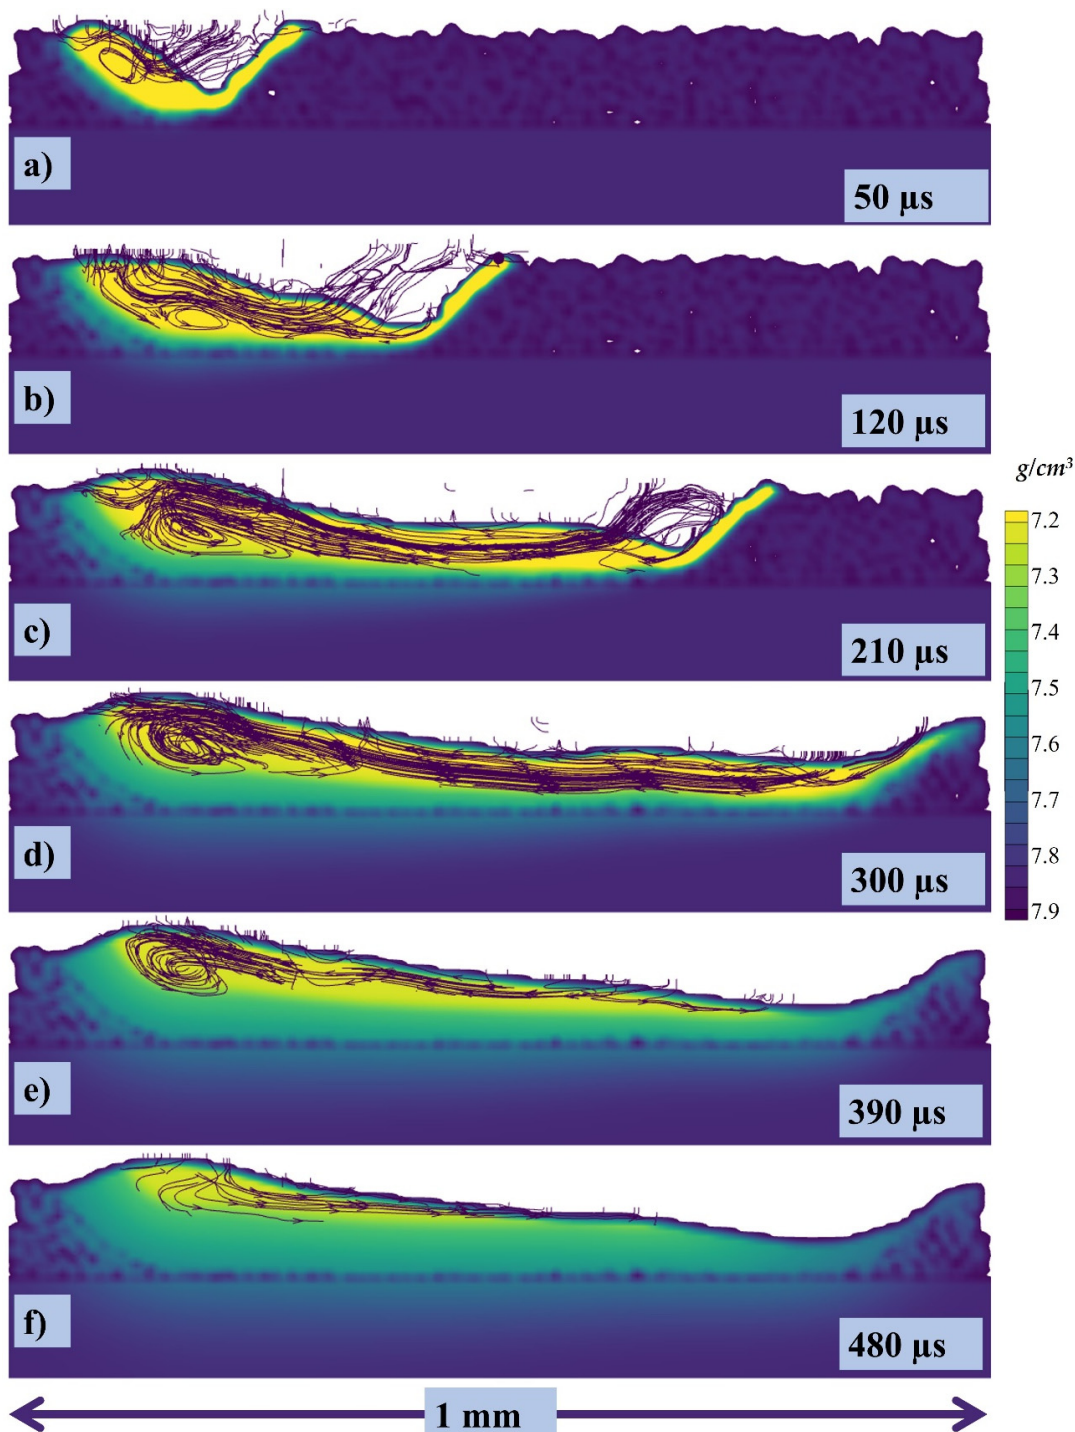 a)
50 µs
b)
120 µs
g/cm³
7.2
7.3
7.4
7.5
7.6
7.7
7.8
7.9
c)
210 µs
d)
300 µs
e)
390 µs
f)
480 µs
1 mm